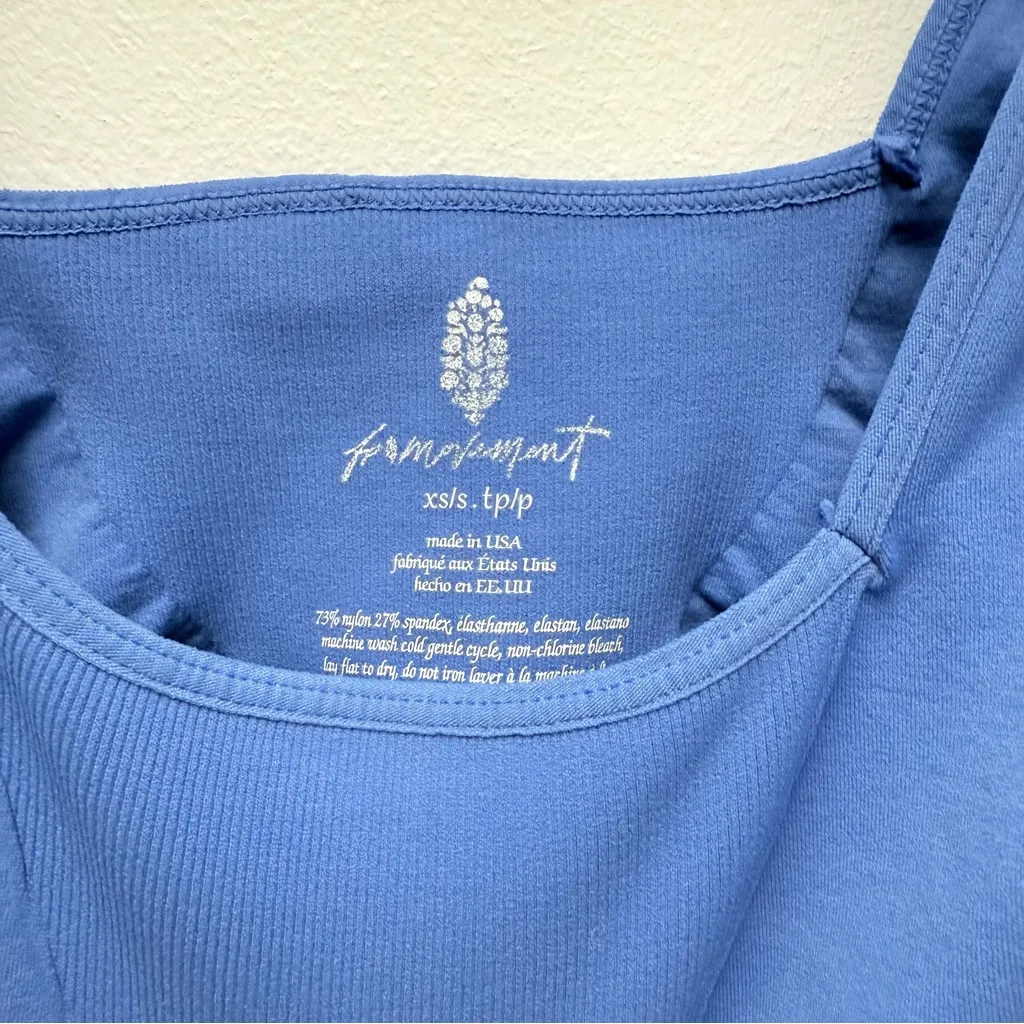 fp movement
xs/s . tp/p
made in USA
fabriqué aux États Unis
hecho en EE. UU
73% nylon 27% spandex, élasthanne, elastan, elastano
machine wash cold gentle cycle, non-chlorine bleach,
lay flat to dry, do not iron laver à la machine à